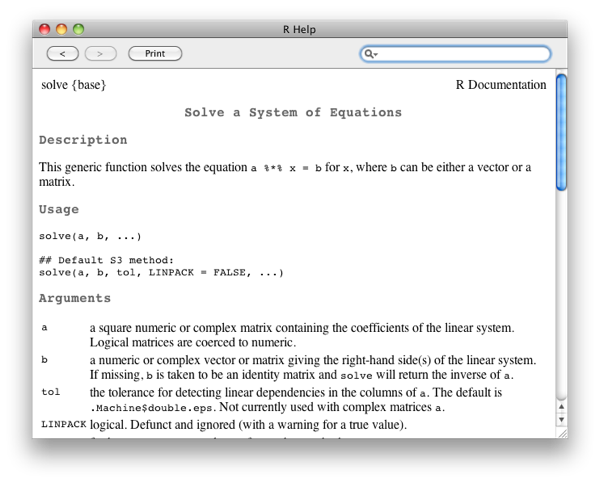 R Help
< > Print
solve {base} R Documentation
Solve a System of Equations
Description
This generic function solves the equation a %*% x = b for x, where b can be either a vector or a
matrix.
Usage
solve(a, b, ...)
## Default S3 method:
solve(a, b, tol, LINPACK = FALSE, ...)
Arguments
a a square numeric or complex matrix containing the coefficients of the linear system.
Logical matrices are coerced to numeric.
b a numeric or complex vector or matrix giving the right-hand side(s) of the linear system.
If missing, b is taken to be an identity matrix and solve will return the inverse of a.
tol the tolerance for detecting linear dependencies in the columns of a. The default is
.Machine$double.eps. Not currently used with complex matrices a.
LINPACK logical. Defunct and ignored (with a warning for a true value).